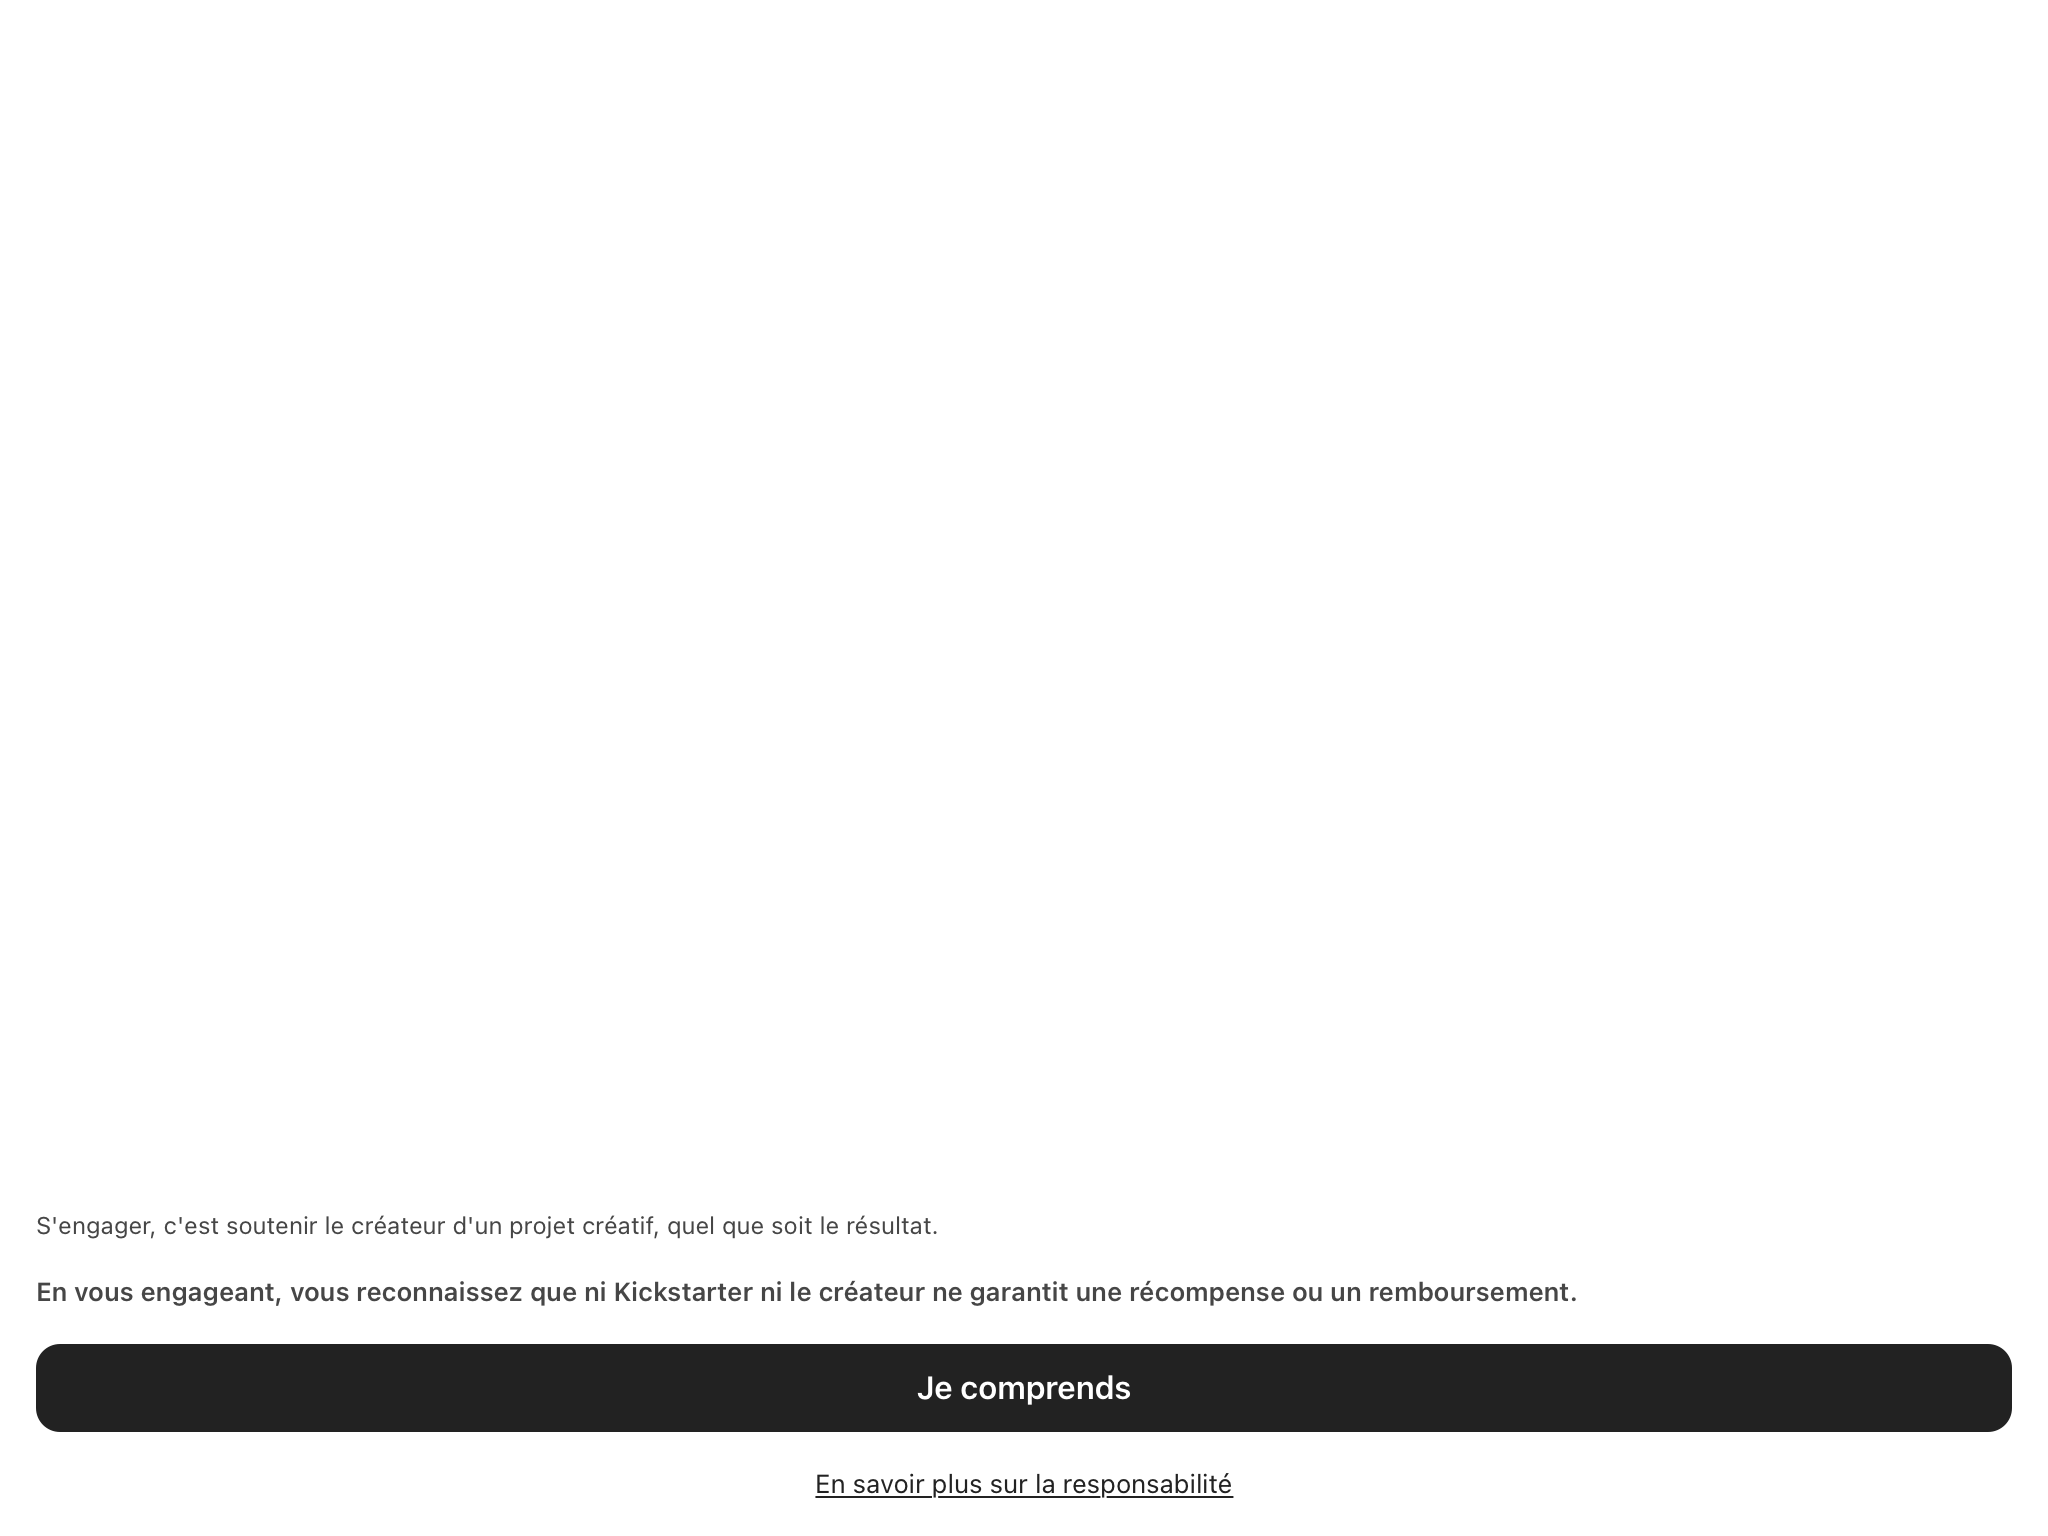 S'engager, c'est soutenir le créateur d'un projet créatif, quel que soit le résultat.
En vous engageant, vous reconnaissez que ni Kickstarter ni le créateur ne garantit une récompense ou un remboursement.
Je comprends
En savoir plus sur la responsabilité